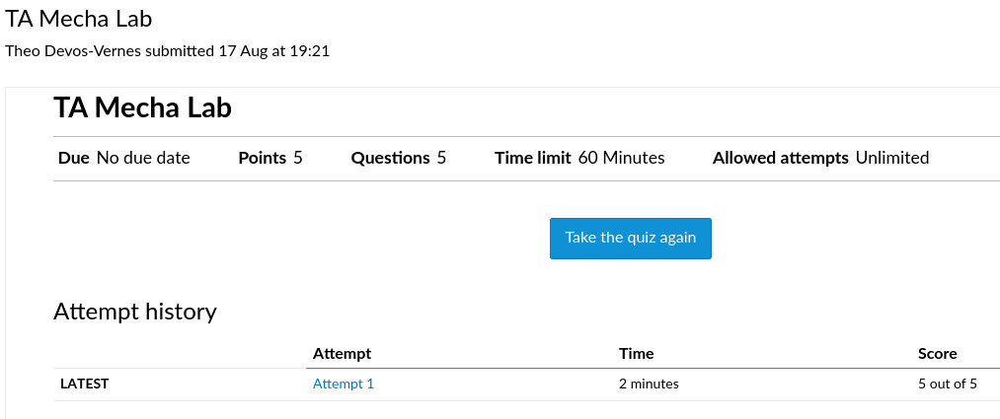 TA Mecha Lab
Theo Devos-Vernes submitted 17 Aug at 19:21
TA Mecha Lab
Due No due date Points 5 Questions 5 Time limit 60 Minutes Allowed attempts Unlimited
Take the quiz again
Attempt history
Attempt Time Score
LATEST Attempt 1 2 minutes 5 out of 5